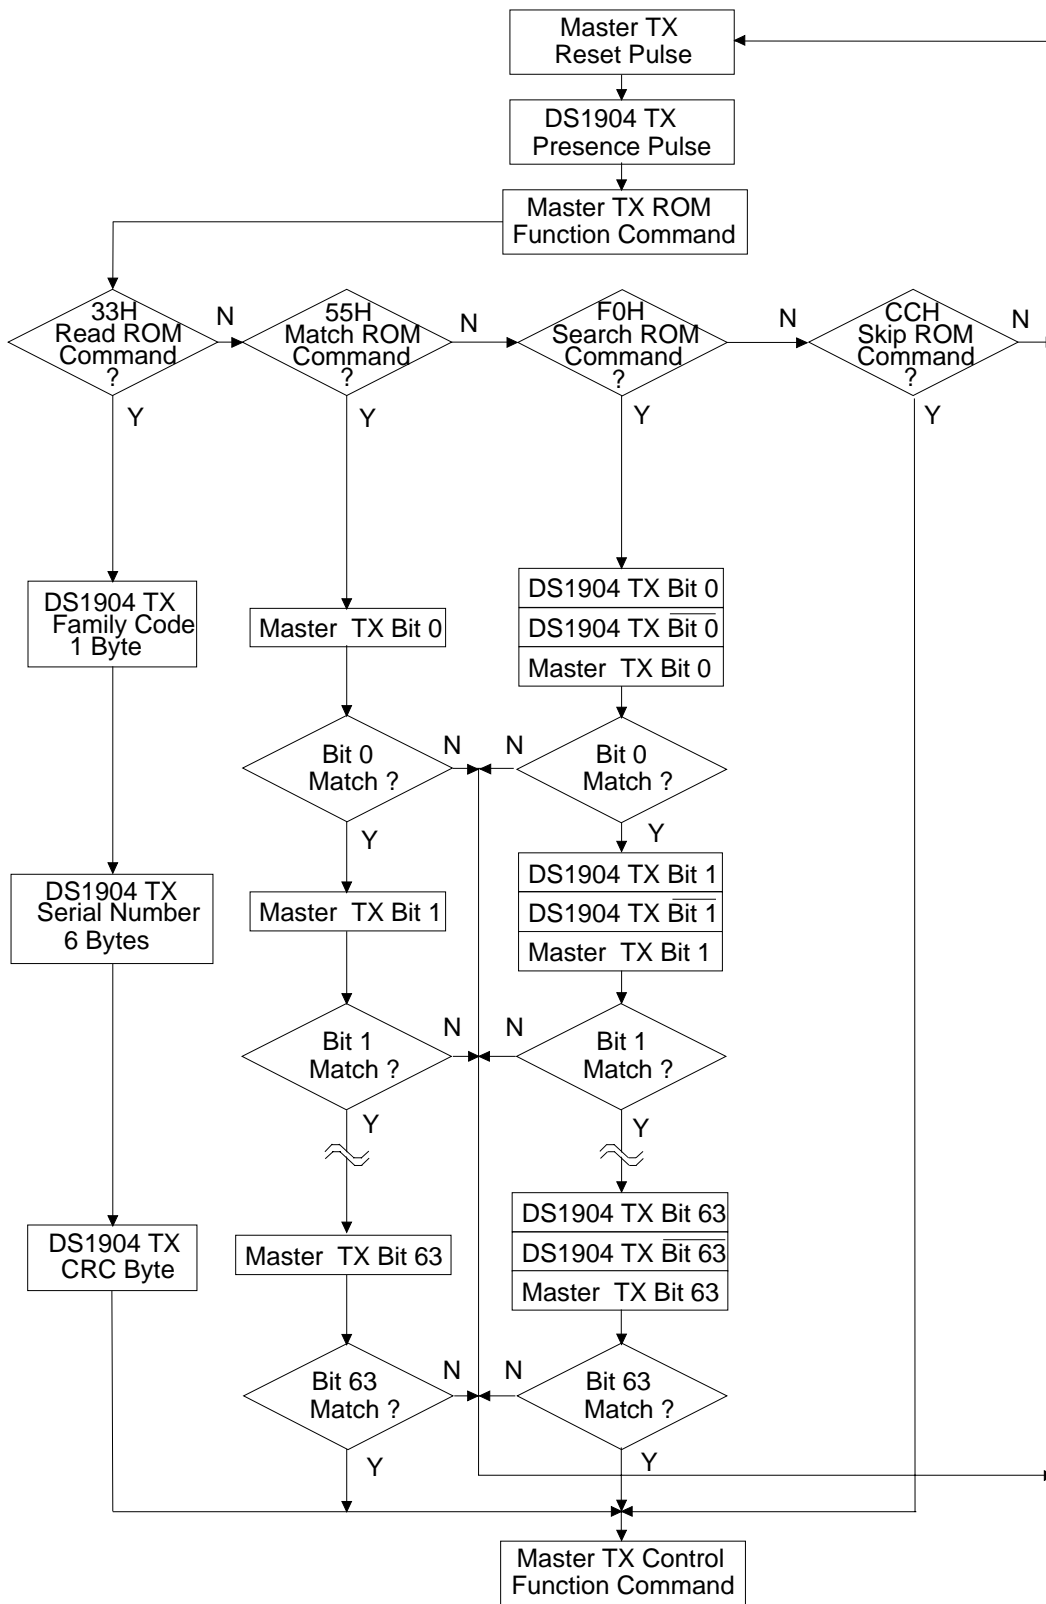 Master TX
Reset Pulse
DS1904 TX
Presence Pulse
Master TX ROM
Function Command
33H
Read ROM
Command
?
N
Y
55H
Match ROM
Command
?
N
Y
F0H
Search ROM
Command
?
N
Y
CCH
Skip ROM
Command
?
N
Y
DS1904 TX
Family Code
1 Byte
DS1904 TX
Serial Number
6 Bytes
DS1904 TX
CRC Byte
Master TX Bit 0
Bit 0
Match ?
N
Y
Master TX Bit 1
Bit 1
Match ?
N
Y
Master TX Bit 63
Bit 63
Match ?
N
Y
DS1904 TX Bit 0
DS1904 TX B̅i̅t̅ ̅0̅
Master TX Bit 0
Bit 0
Match ?
N
Y
DS1904 TX Bit 1
DS1904 TX B̅i̅t̅ ̅1̅
Master TX Bit 1
Bit 1
Match ?
N
Y
DS1904 TX Bit 63
DS1904 TX B̅i̅t̅ ̅6̅3̅
Master TX Bit 63
Bit 63
Match ?
N
Y
Master TX Control
Function Command